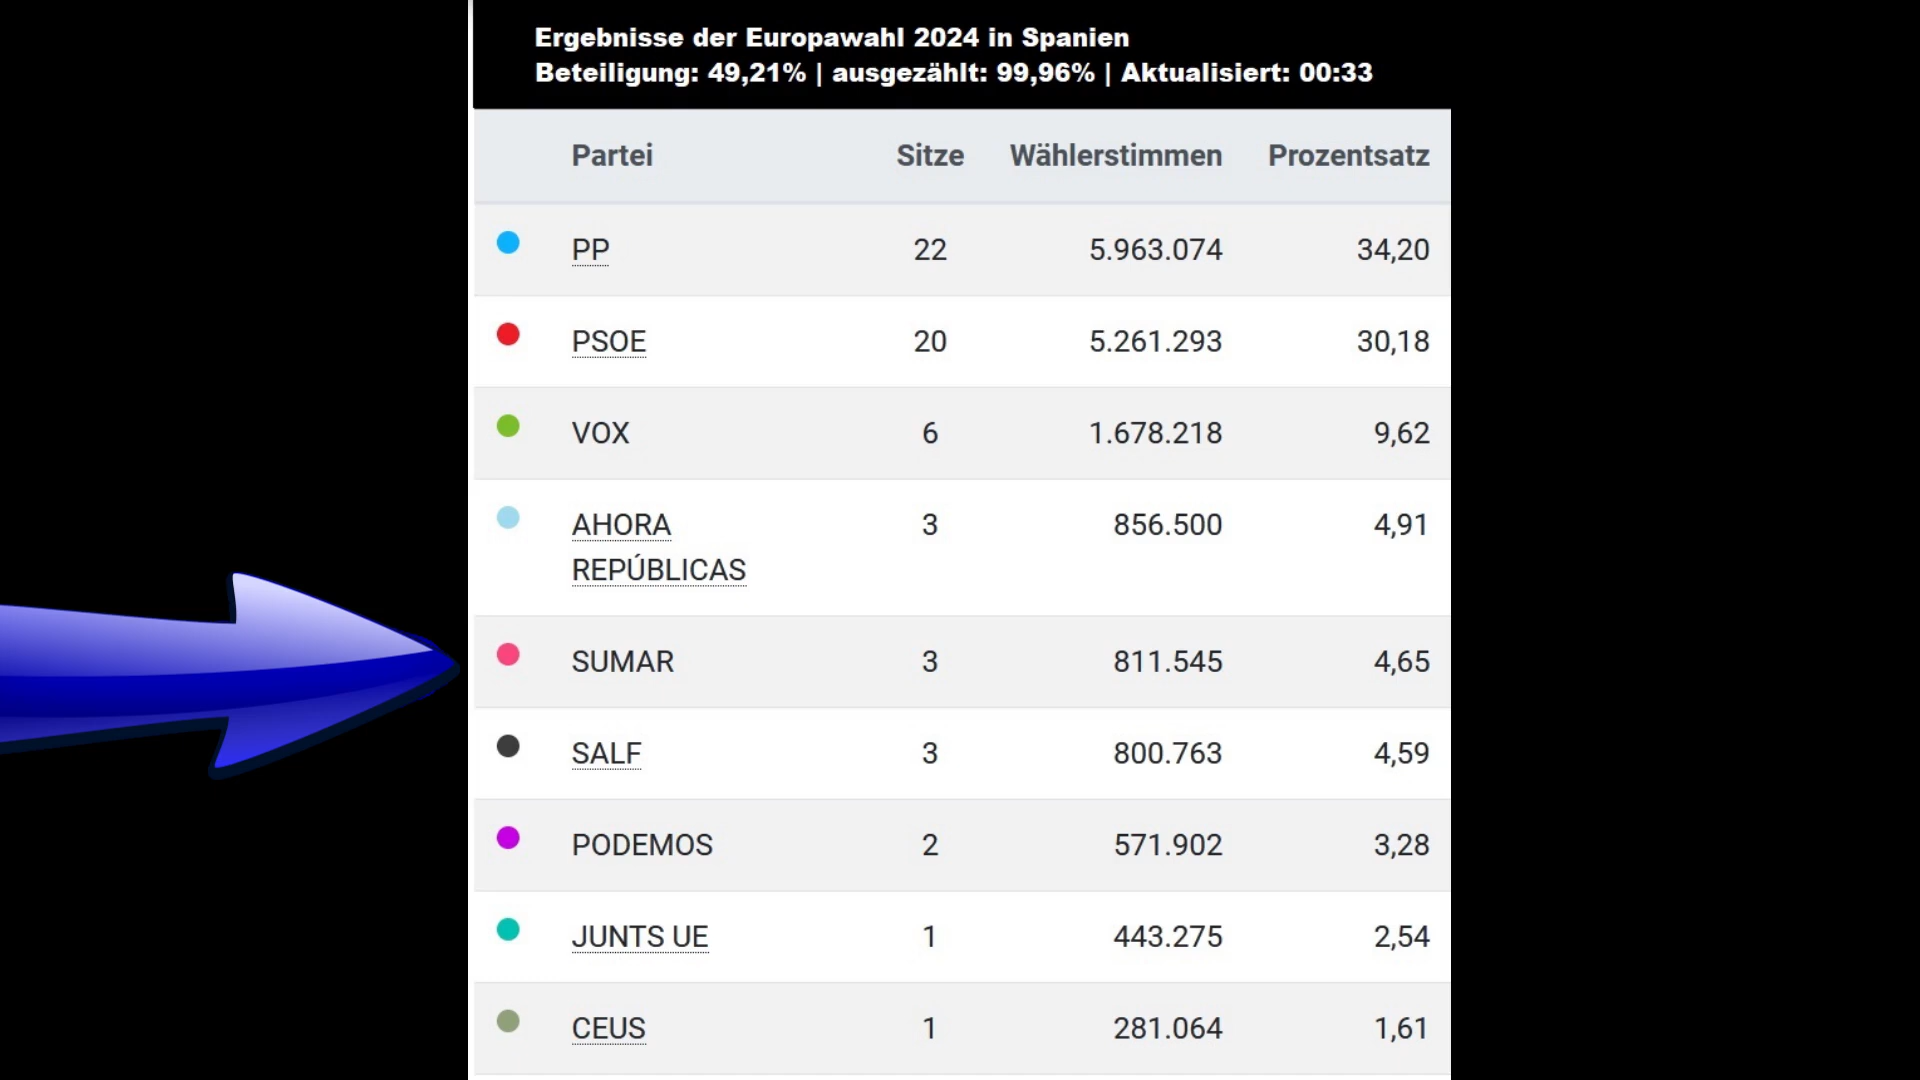 Ergebnisse der Europawahl 2024 in Spanien
Beteiligung: 49,21% | ausgezählt: 99,96% | Aktualisiert: 00:33
Partei Sitze Wählerstimmen Prozentsatz
PP 22 5.963.074 34,20
PSOE 20 5.261.293 30,18
VOX 6 1.678.218 9,62
AHORA 3 856.500 4,91
REPÚBLICAS
SUMAR 3 811.545 4,65
SALF 3 800.763 4,59
PODEMOS 2 571.902 3,28
JUNTS UE 1 443.275 2,54
CEUS 1 281.064 1,61